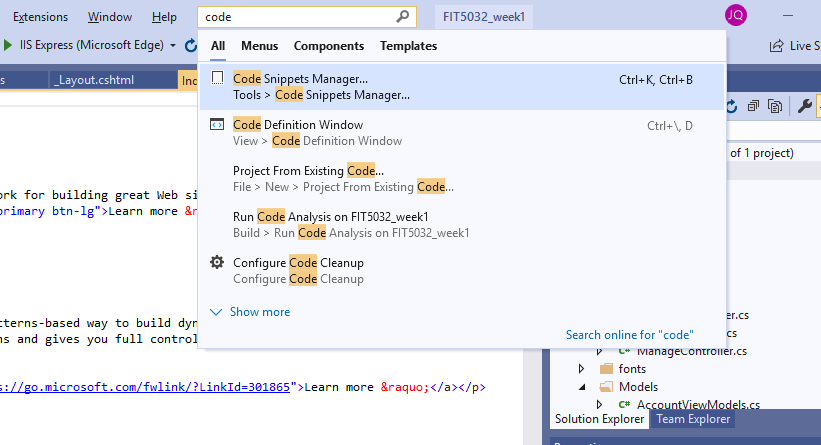 Extensions Window Help code FIT5032_week1 JQ
IIS Express (Microsoft Edge) Live S
All Menus Components Templates
s _Layout.cshtml
Code Snippets Manager... Ctrl+K, Ctrl+B
Tools > Code Snippets Manager...
Code Definition Window Ctrl+\, D
View > Code Definition Window
of 1 project)
Project From Existing Code...
File > New > Project From Existing Code...
ork for building great Web si
primary btn-lg">Learn more &r
Run Code Analysis on FIT5032_week1
Build > Run Code Analysis on FIT5032_week1
Configure Code Cleanup
Configure Code Cleanup
Show more
Search online for "code"
tterns-based way to build dyn
ns and gives you full control
ler.cs
s.cs
ManageController.cs
fonts
Models
AccountViewModels.cs
s://go.microsoft.com/fwlink/?LinkId=301865">Learn more &raquo;</a></p>
Solution Explorer Team Explorer